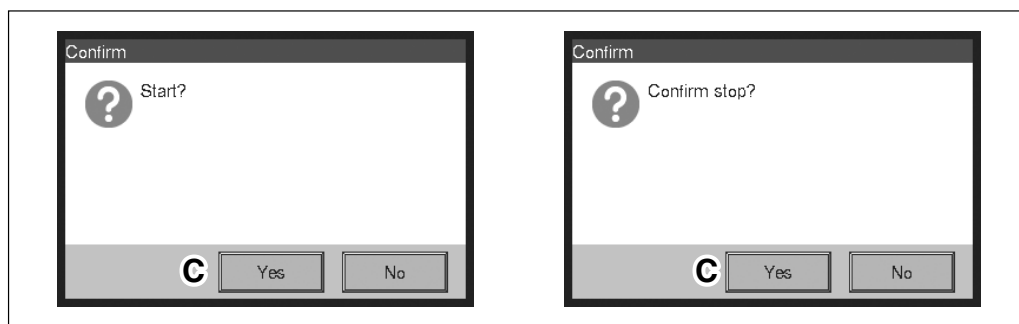 Confirm
Start?
C Yes No
Confirm
Confirm stop?
C Yes No